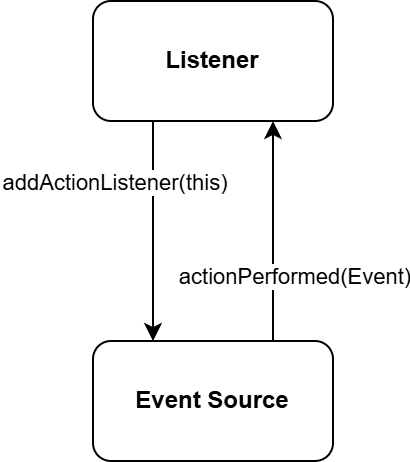 Listener
addActionListener(this)
actionPerformed(Event)
Event Source